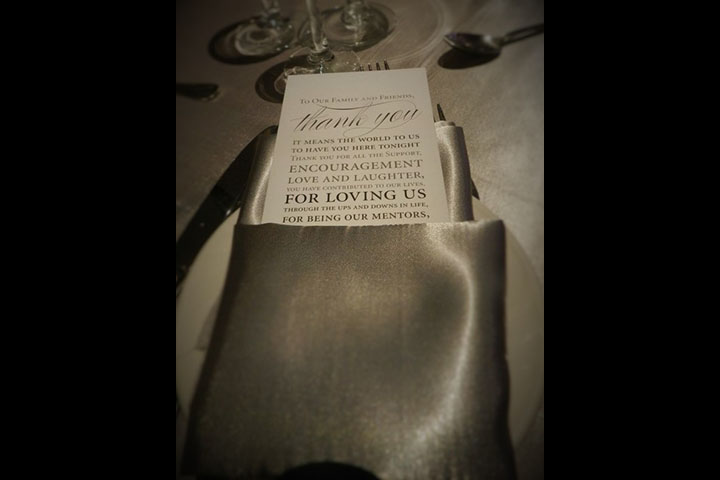 To Our Family and Friends,
thank you
IT MEANS THE WORLD TO US
TO HAVE YOU HERE TONIGHT
Thank you for all the Support,
ENCOURAGEMENT
LOVE AND LAUGHTER,
YOU HAVE CONTRIBUTED TO OUR LIVES.
FOR LOVING US
THROUGH THE UPS AND DOWNS IN LIFE,
FOR BEING OUR MENTORS,